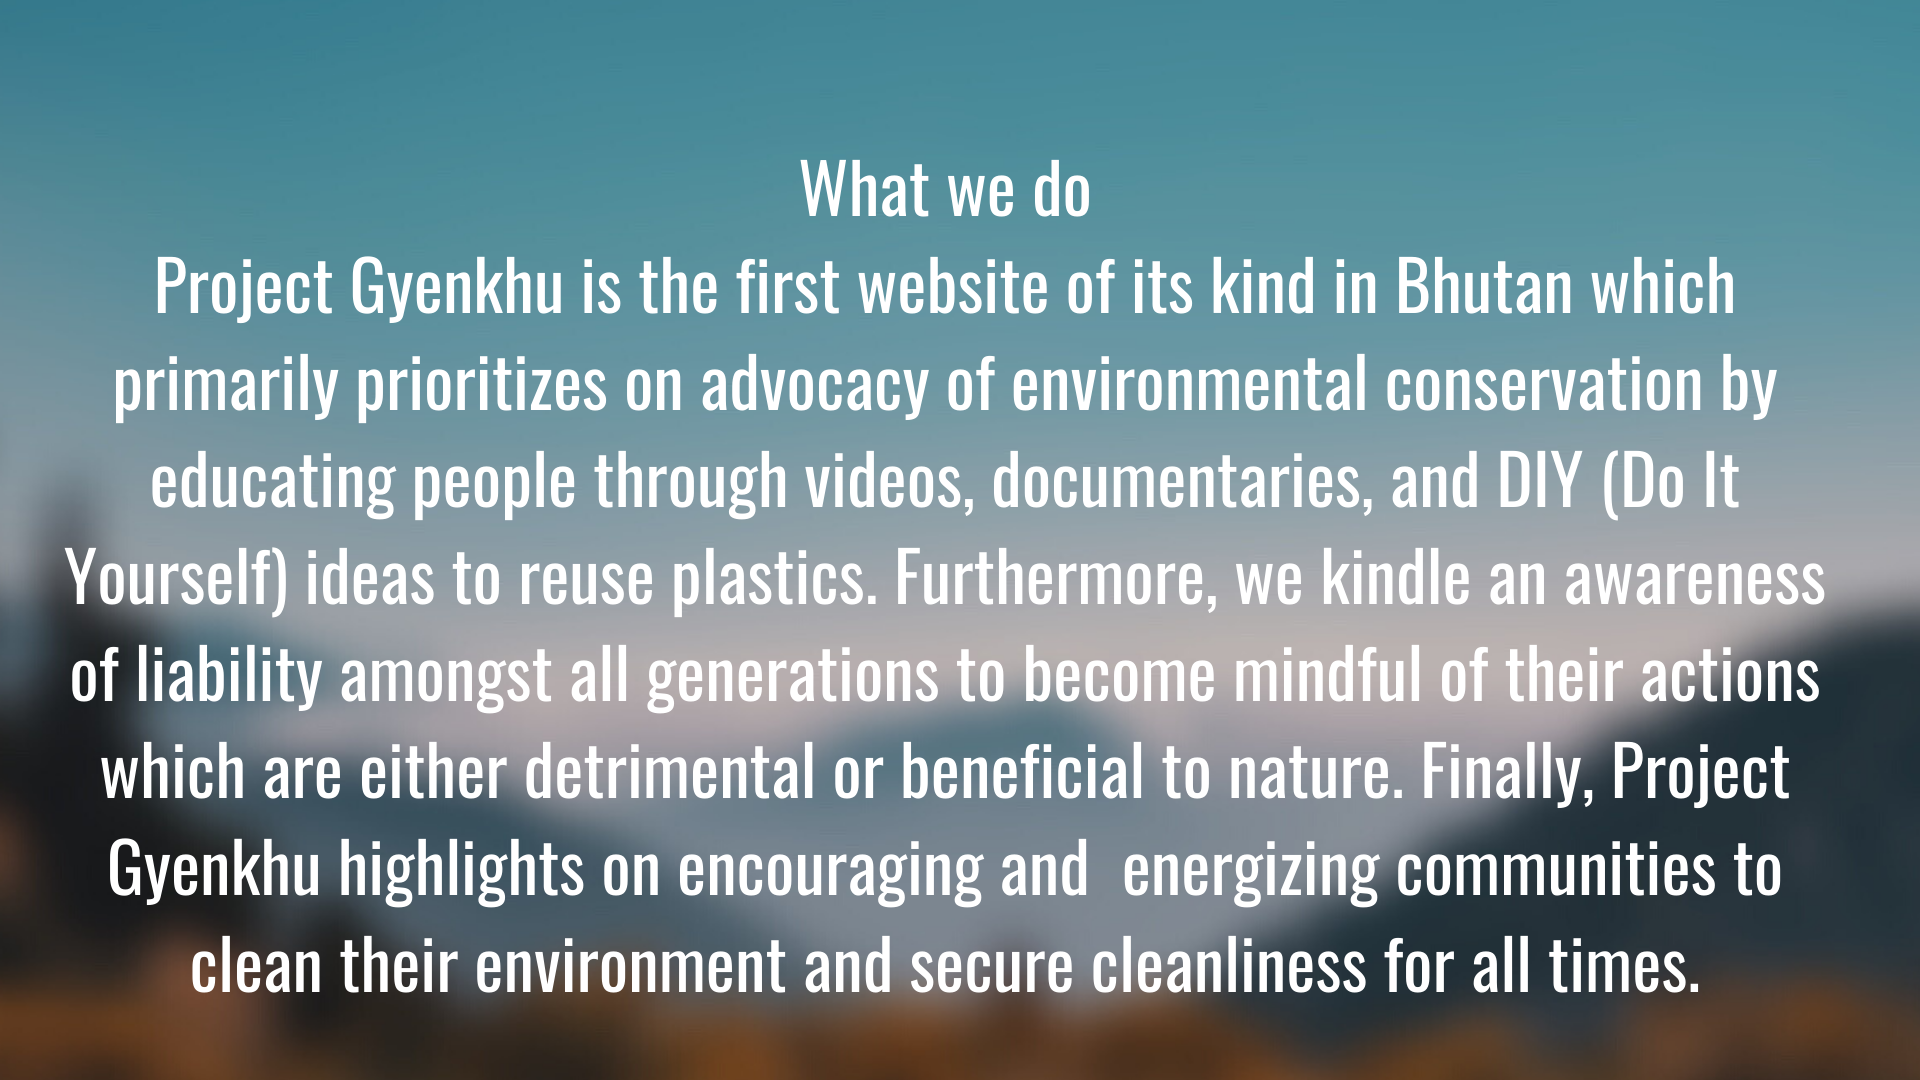 What we do
Project Gyenkhu is the first website of its kind in Bhutan which
primarily prioritizes on advocacy of environmental conservation by
educating people through videos, documentaries, and DIY (Do It
Yourself) ideas to reuse plastics. Furthermore, we kindle an awareness
of liability amongst all generations to become mindful of their actions
which are either detrimental or beneficial to nature. Finally, Project
Gyenkhu highlights on encouraging and  energizing communities to
clean their environment and secure cleanliness for all times.